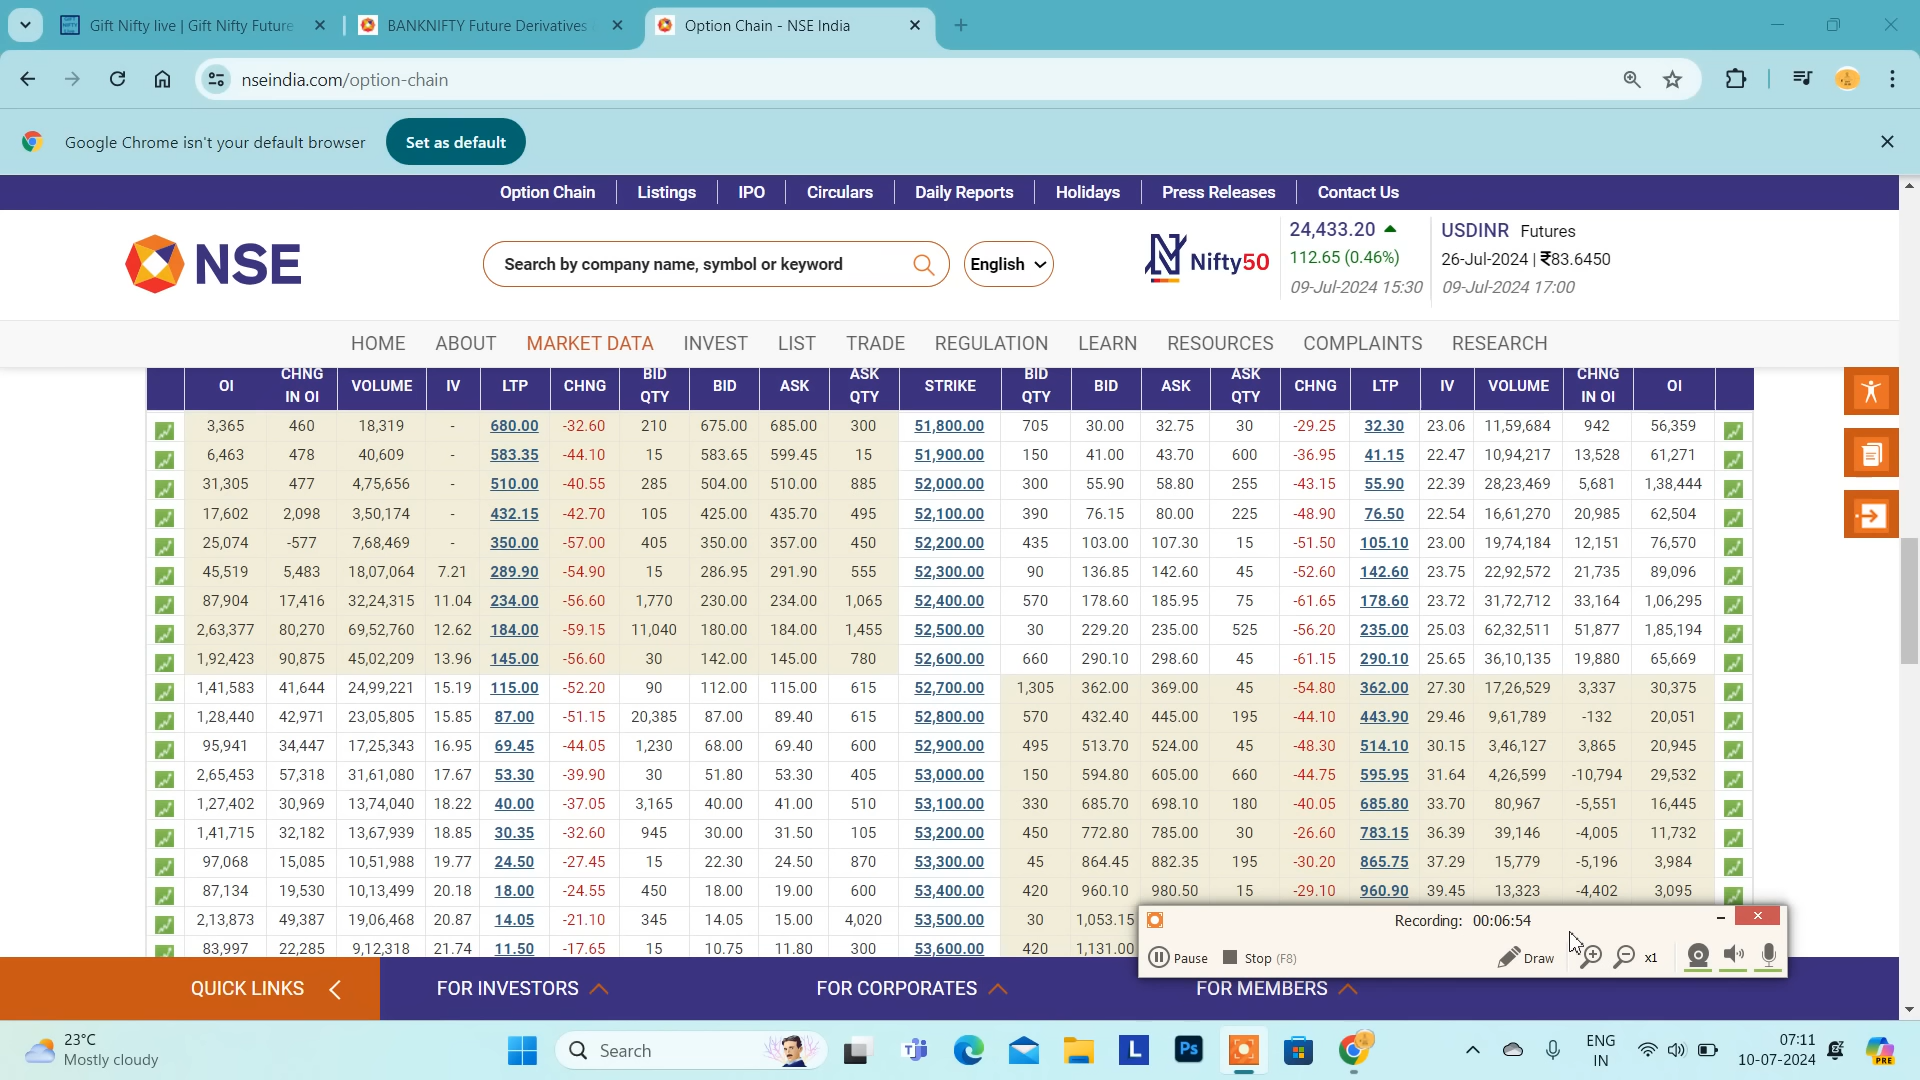 Gift Nifty live | Gift Nifty Future
BANKNIFTY Future Derivatives
Option Chain - NSE India
nseindia.com/option-chain
Google Chrome isn't your default browser Set as default
Option Chain Listings IPO Circulars Daily Reports Holidays Press Releases Contact Us
NSE
Search by company name, symbol or keyword
English
Nifty50
24,433.20
112.65 (0.46%)
09-Jul-2024 15:30
USDINR Futures
26-Jul-2024 | ₹83.6450
09-Jul-2024 17:00
HOME ABOUT MARKET DATA INVEST LIST TRADE REGULATION LEARN RESOURCES COMPLAINTS RESEARCH
OI CHNG IN OI VOLUME IV LTP CHNG BID QTY BID ASK ASK QTY STRIKE BID QTY BID ASK ASK QTY CHNG LTP IV VOLUME CHNG IN OI OI
3,365 460 18,319 - 680.00 -32.60 210 675.00 685.00 300 51,800.00 705 30.00 32.75 30 -29.25 32.30 23.06 11,59,684 942 56,359
6,463 478 40,609 - 583.35 -44.10 15 583.65 599.45 15 51,900.00 150 41.00 43.70 600 -36.95 41.15 22.47 10,94,217 13,528 61,271
31,305 477 4,75,656 - 510.00 -40.55 285 504.00 510.00 885 52,000.00 300 55.90 58.80 255 -43.15 55.90 22.39 28,23,469 5,681 1,38,444
17,602 2,098 3,50,174 - 432.15 -42.70 105 425.00 435.70 495 52,100.00 390 76.15 80.00 225 -48.90 76.50 22.54 16,61,270 20,985 62,504
25,074 -577 7,68,469 - 350.00 -57.00 405 350.00 357.00 450 52,200.00 435 103.00 107.30 15 -51.50 105.10 23.00 19,74,184 12,151 76,570
45,519 5,483 18,07,064 7.21 289.90 -54.90 15 286.95 291.90 555 52,300.00 90 136.85 142.60 45 -52.60 142.60 23.75 22,92,572 21,735 89,096
87,904 17,416 32,24,315 11.04 234.00 -56.60 1,770 230.00 234.00 1,065 52,400.00 570 178.60 185.95 75 -61.65 178.60 23.72 31,72,712 33,164 1,06,295
2,63,377 80,270 69,52,760 12.62 184.00 -59.15 11,040 180.00 184.00 1,455 52,500.00 30 229.20 235.00 525 -56.20 235.00 25.03 62,32,511 51,877 1,85,194
1,92,423 90,875 45,02,209 13.96 145.00 -56.60 30 142.00 145.00 780 52,600.00 660 290.10 298.60 45 -61.15 290.10 25.65 36,10,135 19,880 65,669
1,41,583 41,644 24,99,221 15.19 115.00 -52.20 90 112.00 115.00 615 52,700.00 1,305 362.00 369.00 45 -54.80 362.00 27.30 17,26,529 3,337 30,375
1,28,440 42,971 23,05,805 15.85 87.00 -51.15 20,385 87.00 89.40 615 52,800.00 570 432.40 445.00 195 -44.10 443.90 29.46 9,61,789 -132 20,051
95,941 34,447 17,25,343 16.95 69.45 -44.05 1,230 68.00 69.40 600 52,900.00 495 513.70 524.00 45 -48.30 514.10 30.15 3,46,127 3,865 20,945
2,65,453 57,318 31,61,080 17.67 53.30 -39.90 30 51.80 53.30 405 53,000.00 150 594.80 605.00 660 -44.75 595.95 31.64 4,26,599 -10,794 29,532
1,27,402 30,969 13,74,040 18.22 40.00 -37.05 3,165 40.00 41.00 510 53,100.00 330 685.70 698.10 180 -40.05 685.80 33.70 80,967 -5,551 16,445
1,41,715 32,182 13,67,939 18.85 30.35 -32.60 945 30.00 31.50 105 53,200.00 450 772.80 785.00 30 -26.60 783.15 36.39 39,146 -4,005 11,732
97,068 15,085 10,51,988 19.77 24.50 -27.45 15 22.30 24.50 870 53,300.00 45 864.45 882.35 195 -30.20 865.75 37.29 15,779 -5,196 3,984
87,134 19,530 10,13,499 20.18 18.00 -24.55 450 18.00 19.00 600 53,400.00 420 960.10 980.50 15 -29.10 960.90 39.45 13,323 -4,402 3,095
2,13,873 49,387 19,06,468 20.87 14.05 -21.10 345 14.05 15.00 4,020 53,500.00 30 1,053.15
83,997 22,285 9,12,318 21.74 11.50 -17.65 15 10.75 11.80 300 53,600.00 420 1,131.00
Recording: 00:06:54
Pause Stop (F8) Draw x1
QUICK LINKS FOR INVESTORS FOR CORPORATES FOR MEMBERS
23°C
Mostly cloudy
Search
L
Ps
ENG
IN
07:11
10-07-2024
PRE